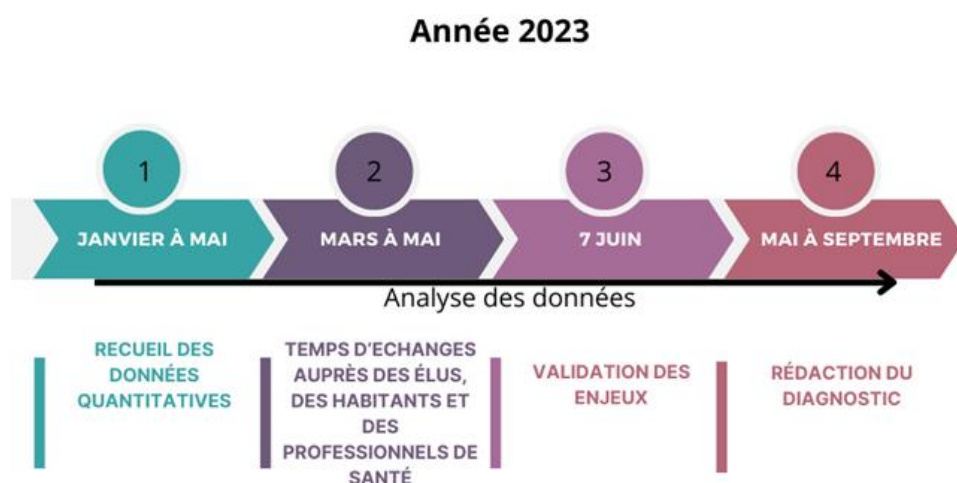 Année 2023
1
2
3
4
JANVIER À MAI
MARS À MAI
7 JUIN
MAI À SEPTEMBRE
Analyse des données
RECUEIL DES
DONNÉES
QUANTITATIVES
TEMPS D'ECHANGES
AUPRÈS DES ÉLUS,
DES HABITANTS ET
DES
PROFESSIONNELS DE
SANTÉ
VALIDATION DES
ENJEUX
RÉDACTION DU
DIAGNOSTIC